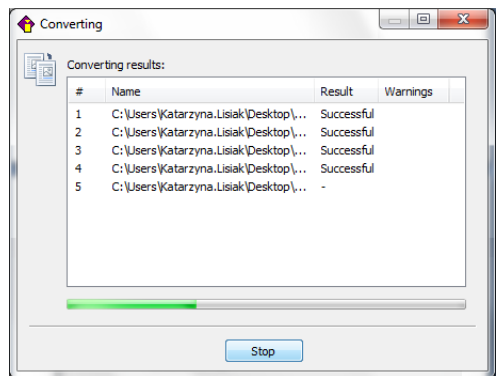 Converting
Converting results:
# Name Result Warnings
1 C:\Users\Katarzyna.Lisiak\Desktop\... Successful
2 C:\Users\Katarzyna.Lisiak\Desktop\... Successful
3 C:\Users\Katarzyna.Lisiak\Desktop\... Successful
4 C:\Users\Katarzyna.Lisiak\Desktop\... Successful
5 C:\Users\Katarzyna.Lisiak\Desktop\... -
Stop